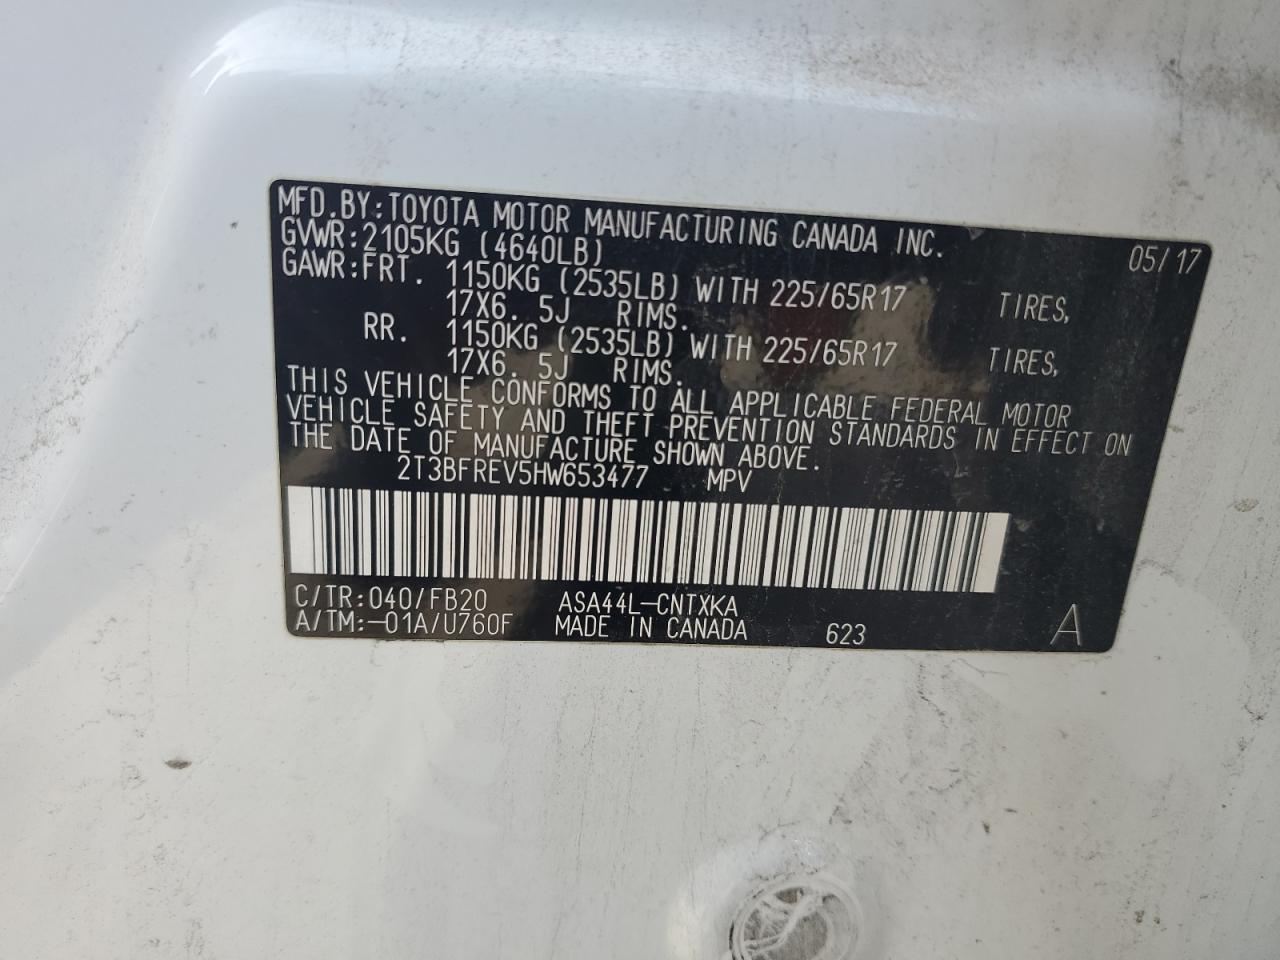 MFD.BY:TOYOTA MOTOR MANUFACTURING CANADA INC. 05/17
GVWR:2105KG (4640LB)
GAWR:FRT. 1150KG (2535LB) WITH 225/65R17 TIRES,
17X6. 5J RIMS.
RR. 1150KG (2535LB) WITH 225/65R17 TIRES,
17X6. 5J RIMS.
THIS VEHICLE CONFORMS TO ALL APPLICABLE FEDERAL MOTOR
VEHICLE SAFETY AND THEFT PREVENTION STANDARDS IN EFFECT ON
THE DATE OF MANUFACTURE SHOWN ABOVE.
2T3BFREV5HW653477 MPV
C/TR:040/FB20 ASA44L-CNTXKA
A/TM:-01A/U760F MADE IN CANADA 623 A